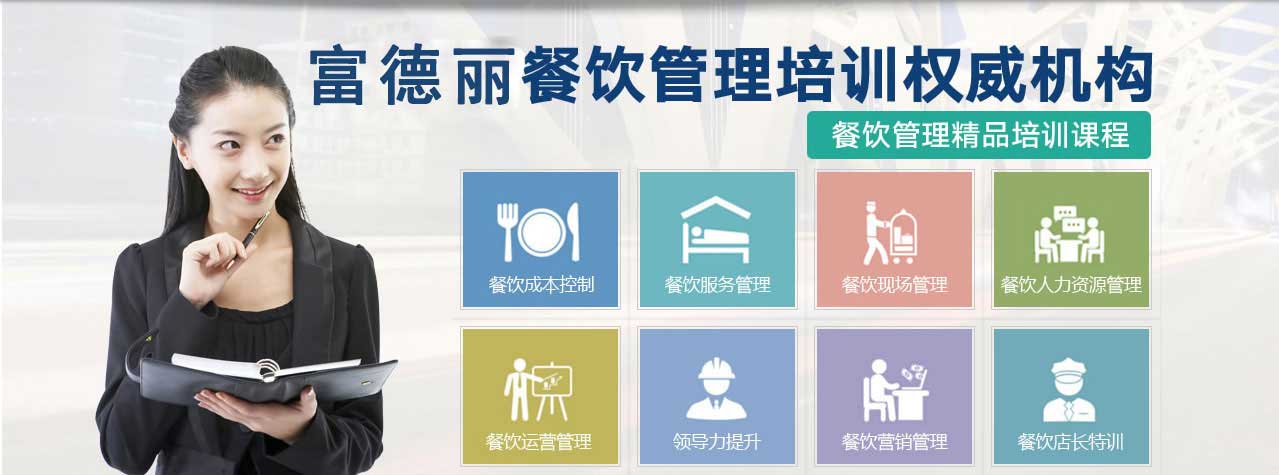 富德丽餐饮管理培训权威机构
餐饮管理精品培训课程
餐饮成本控制
餐饮服务管理
餐饮现场管理
餐饮人力资源管理
餐饮运营管理
领导力提升
餐饮营销管理
餐饮店长特训